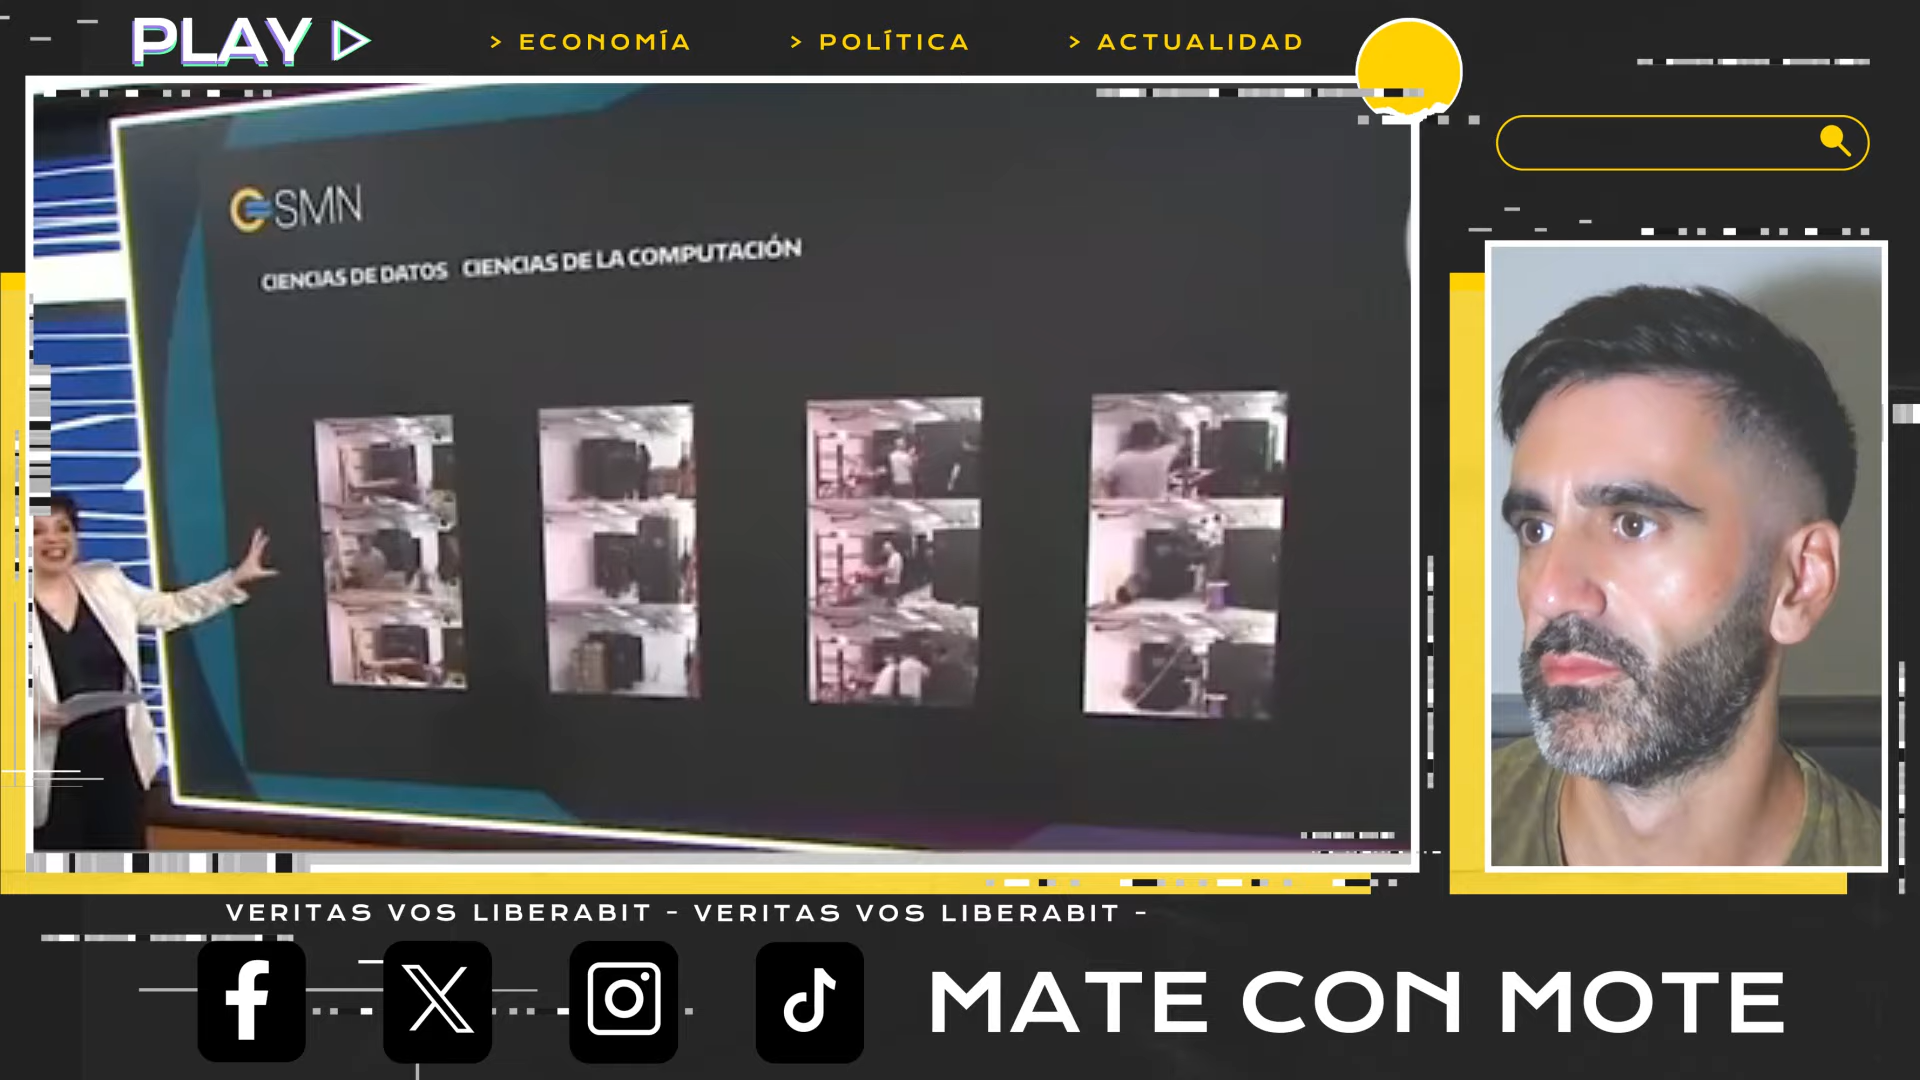 PLAY
> ECONOMÍA
> POLÍTICA
> ACTUALIDAD
SMN
CIENCIAS DE DATOS CIENCIAS DE LA COMPUTACIÓN
VERITAS VOS LIBERABIT - VERITAS VOS LIBERABIT -
MATE CON MOTE